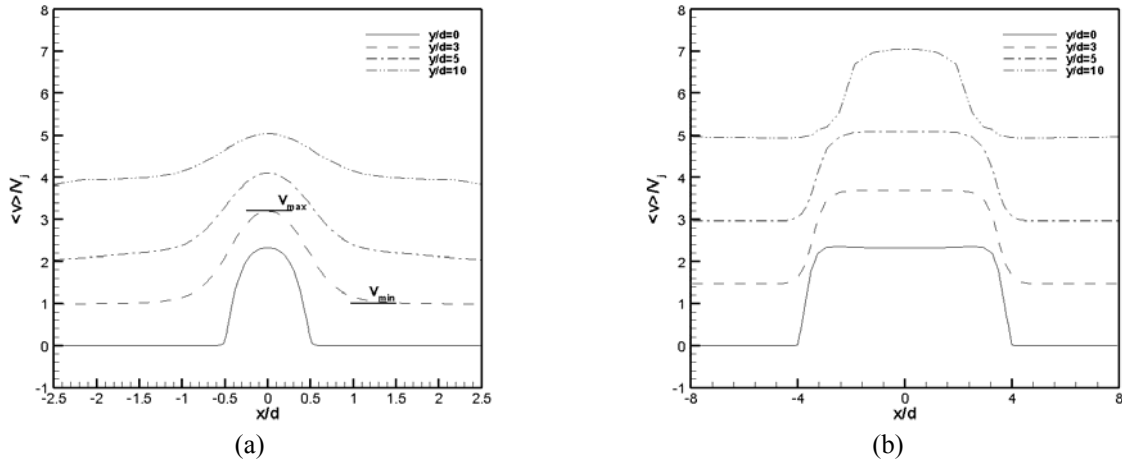 8
7
6
5
4
3
2
1
0
-1
<v>/V_j
y/d=0
y/d=3
y/d=5
y/d=10
V_max
V_min
-2.5 -2 -1.5 -1 -0.5 0 0.5 1 1.5 2 2.5
x/d
(a)
8
7
6
5
4
3
2
1
0
-1
<v>/V_j
y/d=0
y/d=3
y/d=5
y/d=10
-8 -4 0 4 8
x/d
(b)